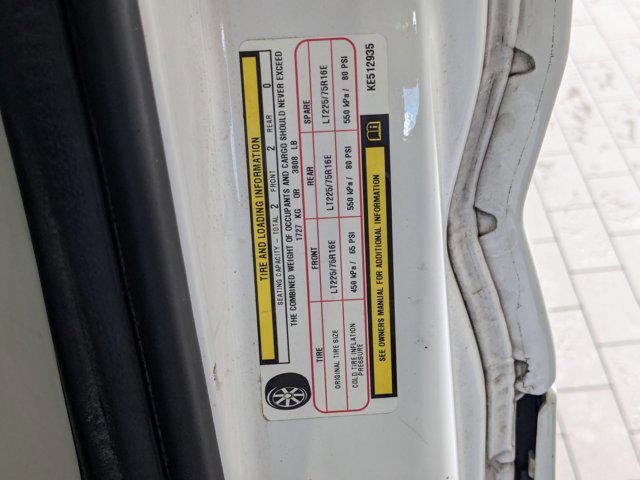 TIRE AND LOADING INFORMATION
SEATING CAPACITY - TOTAL 2 FRONT 2 REAR 0
THE COMBINED WEIGHT OF OCCUPANTS AND CARGO SHOULD NEVER EXCEED
1727 KG OR 3808 LB
TIRE FRONT REAR SPARE
ORIGINAL TIRE SIZE LT225/75R16E LT225/75R16E LT225/75R16E
COLD TIRE INFLATION PRESSURE 450 kPa / 65 PSI 550 kPa / 80 PSI 550 kPa / 80 PSI
SEE OWNERS MANUAL FOR ADDITIONAL INFORMATION
KE512935